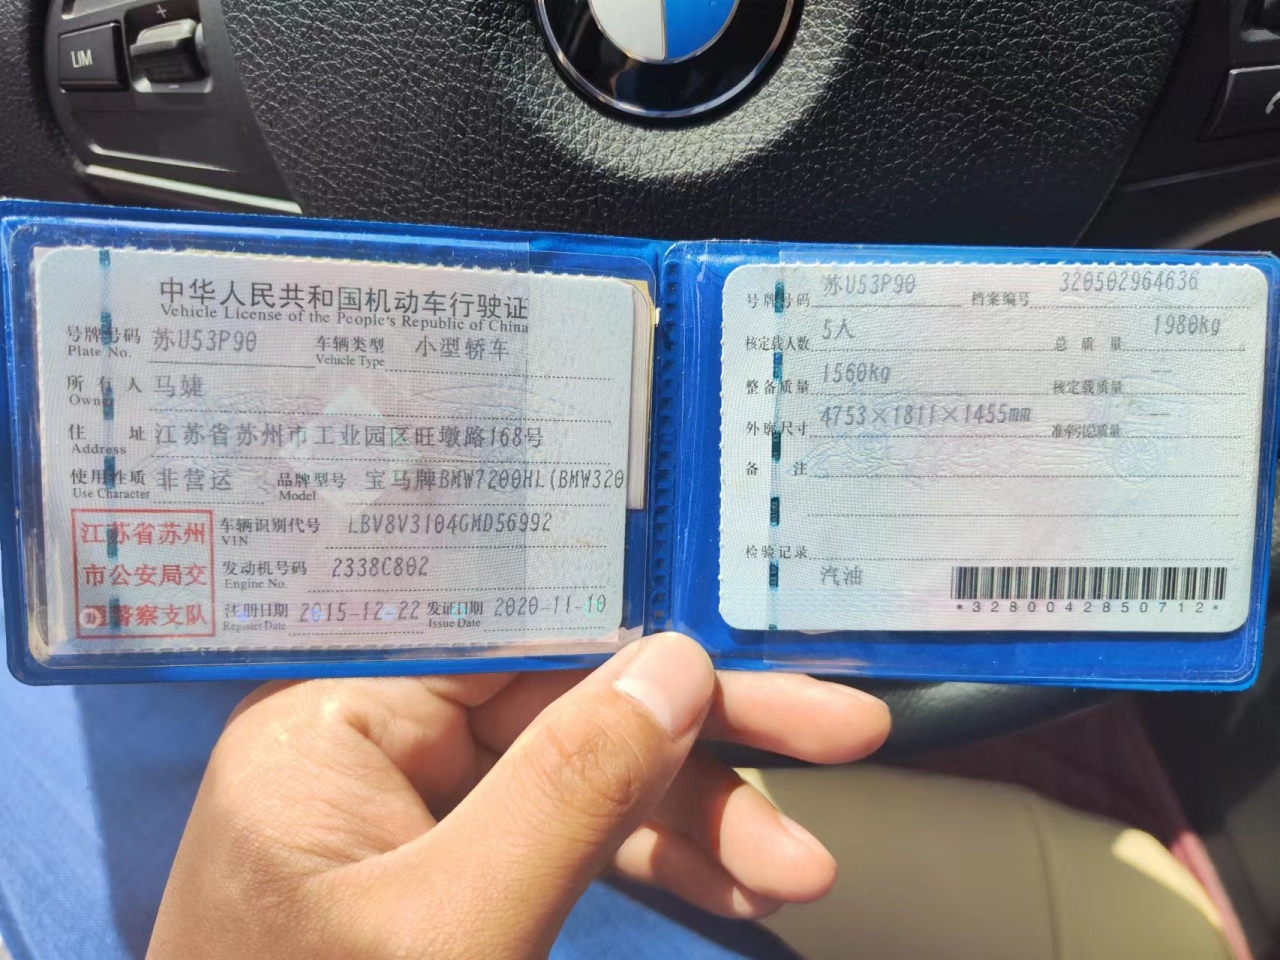 LIM
中华人民共和国机动车行驶证
Vehicle License of the People's Republic of China
号牌号码 苏U53P90 车辆类型 小型轿车
Plate No. Vehicle Type
所有人 马婕
Owner
住址 江苏省苏州市工业园区旺墩路168号
Address
使用性质 非营运 品牌型号 宝马牌BMW7200HL(BMW320
Use Character Model
江苏省苏州
市公安局交
警察支队
车辆识别代号 LBV8V3104GMD56992
VIN
发动机号码 2338C802
Engine No.
注册日期 2015-12-22 发证日期 2020-11-10
Register Date Issue Date
号牌号码 苏U53P90 档案编号 320502964636
核定载人数 5人 总质量 1980kg
整备质量 1560kg 核定载质量 —
外廓尺寸 4753×1811×1455mm 准牵引总质量 —
备注
检验记录
汽油
*3280042850712*